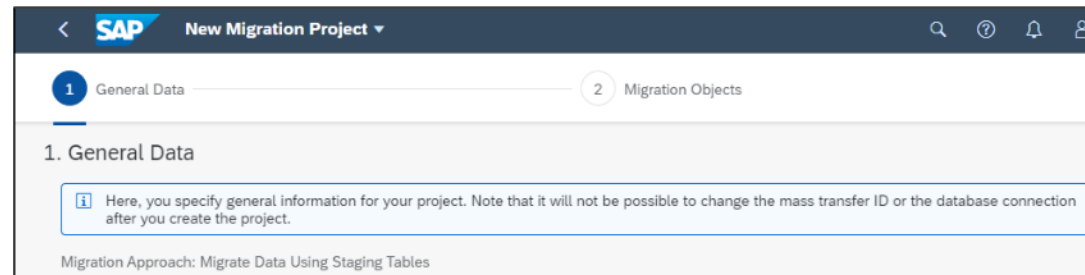 SAP New Migration Project
1 General Data 2 Migration Objects
1. General Data
i Here, you specify general information for your project. Note that it will not be possible to change the mass transfer ID or the database connection
after you create the project.
Migration Approach: Migrate Data Using Staging Tables